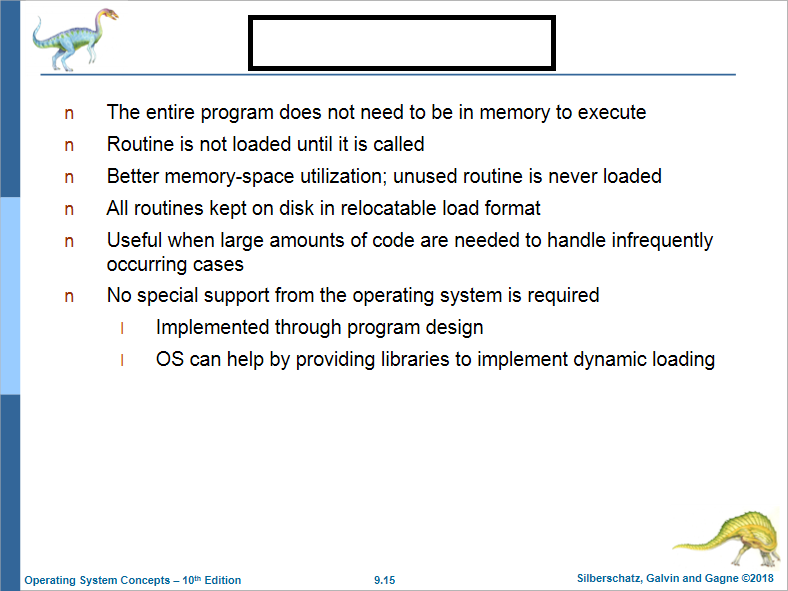 n The entire program does not need to be in memory to execute
n Routine is not loaded until it is called
n Better memory-space utilization; unused routine is never loaded
n All routines kept on disk in relocatable load format
n Useful when large amounts of code are needed to handle infrequently
occurring cases
n No special support from the operating system is required
l Implemented through program design
l OS can help by providing libraries to implement dynamic loading
Operating System Concepts – 10th Edition
9.15
Silberschatz, Galvin and Gagne ©2018